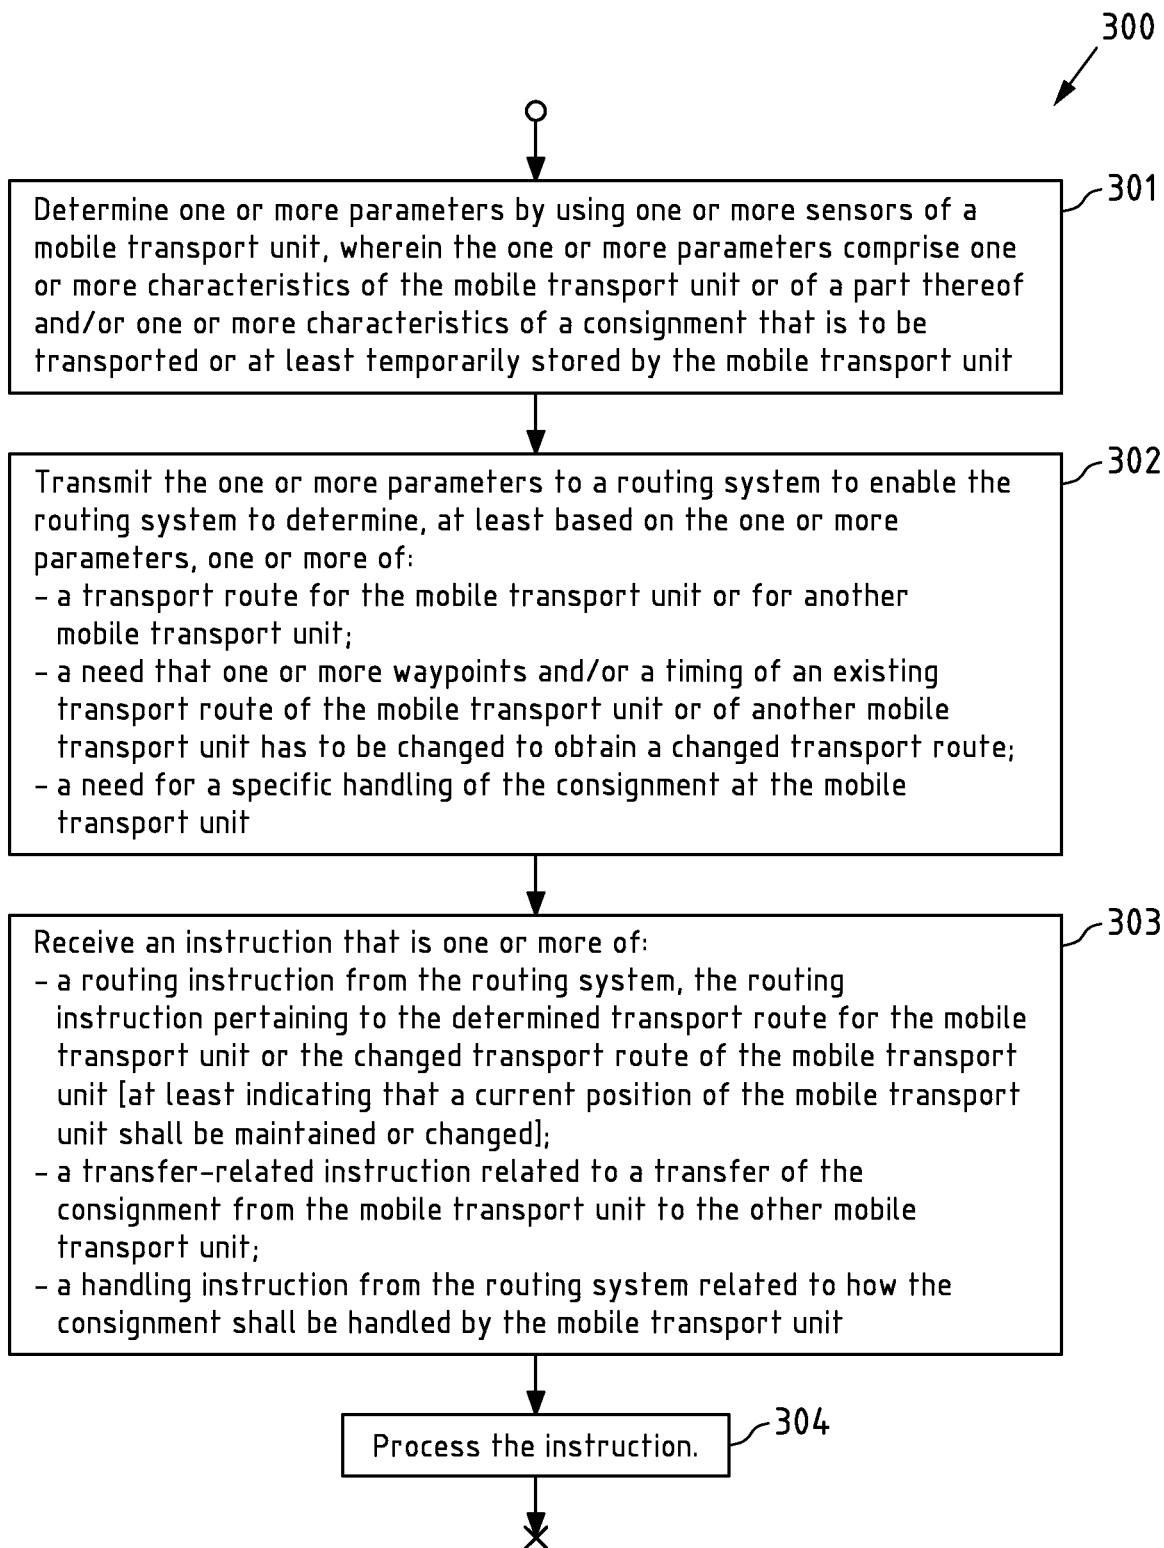 300
301
Determine one or more parameters by using one or more sensors of a
mobile transport unit, wherein the one or more parameters comprise one
or more characteristics of the mobile transport unit or of a part thereof
and/or one or more characteristics of a consignment that is to be
transported or at least temporarily stored by the mobile transport unit
302
Transmit the one or more parameters to a routing system to enable the
routing system to determine, at least based on the one or more
parameters, one or more of:
- a transport route for the mobile transport unit or for another
mobile transport unit;
- a need that one or more waypoints and/or a timing of an existing
transport route of the mobile transport unit or of another mobile
transport unit has to be changed to obtain a changed transport route;
- a need for a specific handling of the consignment at the mobile
transport unit
303
Receive an instruction that is one or more of:
- a routing instruction from the routing system, the routing
instruction pertaining to the determined transport route for the mobile
transport unit or the changed transport route of the mobile transport
unit [at least indicating that a current position of the mobile transport
unit shall be maintained or changed];
- a transfer-related instruction related to a transfer of the
consignment from the mobile transport unit to the other mobile
transport unit;
- a handling instruction from the routing system related to how the
consignment shall be handled by the mobile transport unit
304
Process the instruction.